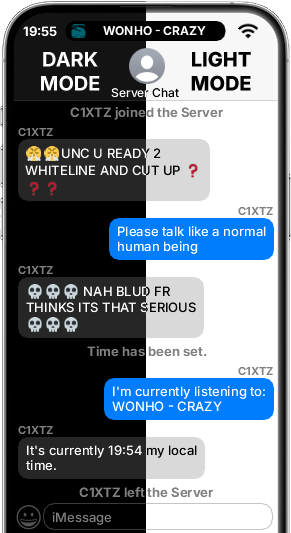 19:55 WONHO - CRAZY
DARK LIGHT
MODE MODE
Server Chat
C1XTZ joined the Server
C1XTZ
😤😤UNC U READY 2
WHITELINE AND CUT UP ❓
❓❓
C1XTZ
Please talk like a normal
human being
C1XTZ
💀💀💀 NAH BLUD FR
THINKS ITS THAT SERIOUS
💀💀💀
Time has been set.
C1XTZ
I'm currently listening to:
WONHO - CRAZY
C1XTZ
It's currently 19:54 my local
time.
C1XTZ left the Server
iMessage